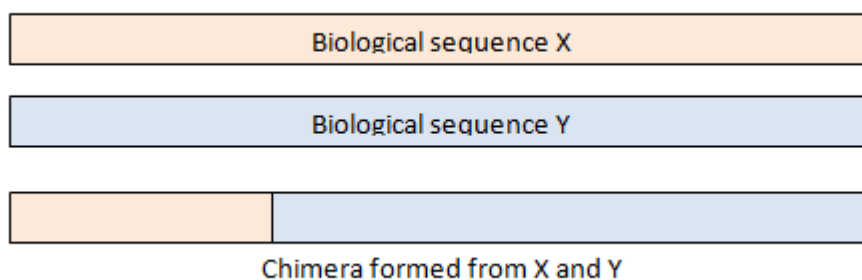 Biological sequence X
Biological sequence Y
Chimera formed from X and Y